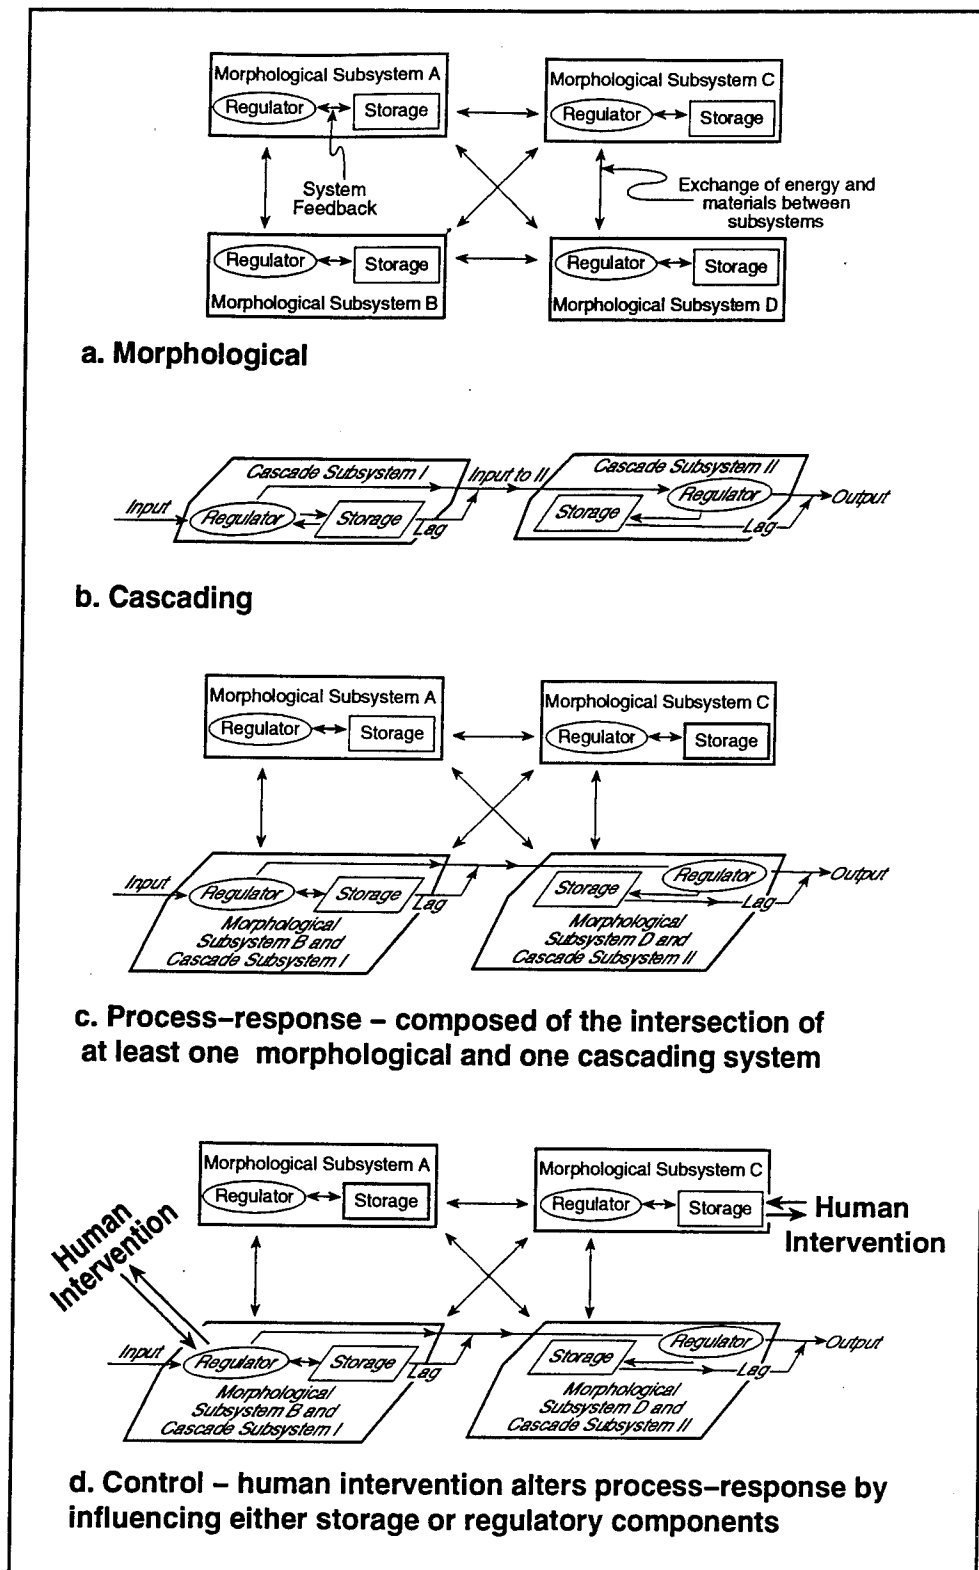 Morphological Subsystem A
Regulator
Storage
Morphological Subsystem C
Regulator
Storage
System
Feedback
Exchange of energy and
materials between
subsystems
Regulator
Storage
Morphological Subsystem B
Regulator
Storage
Morphological Subsystem D
a. Morphological
Cascade Subsystem I
Input
Regulator
Storage
Lag
Input to II
Cascade Subsystem II
Storage
Regulator
Lag
Output
b. Cascading
Morphological Subsystem A
Regulator
Storage
Morphological Subsystem C
Regulator
Storage
Input
Regulator
Storage
Lag
Morphological
Subsystem B and
Cascade Subsystem I
Storage
Regulator
Lag
Output
Morphological
Subsystem D and
Cascade Subsystem II
c. Process–response – composed of the intersection of
at least one morphological and one cascading system
Morphological Subsystem A
Regulator
Storage
Morphological Subsystem C
Regulator
Storage
Human
Intervention
Human
Intervention
Input
Regulator
Storage
Lag
Morphological
Subsystem B and
Cascade Subsystem I
Storage
Regulator
Lag
Output
Morphological
Subsystem D and
Cascade Subsystem II
d. Control – human intervention alters process–response by
influencing either storage or regulatory components